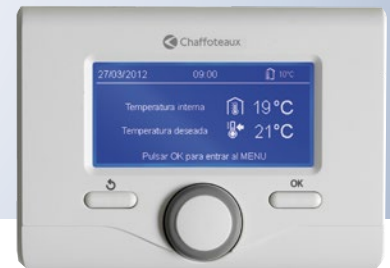 Chaffoteaux
27/03/2012 09:00 10°C
Temperatura interna 19°C
Temperatura deseada 21°C
Pulsar OK para entrar al MENU
OK